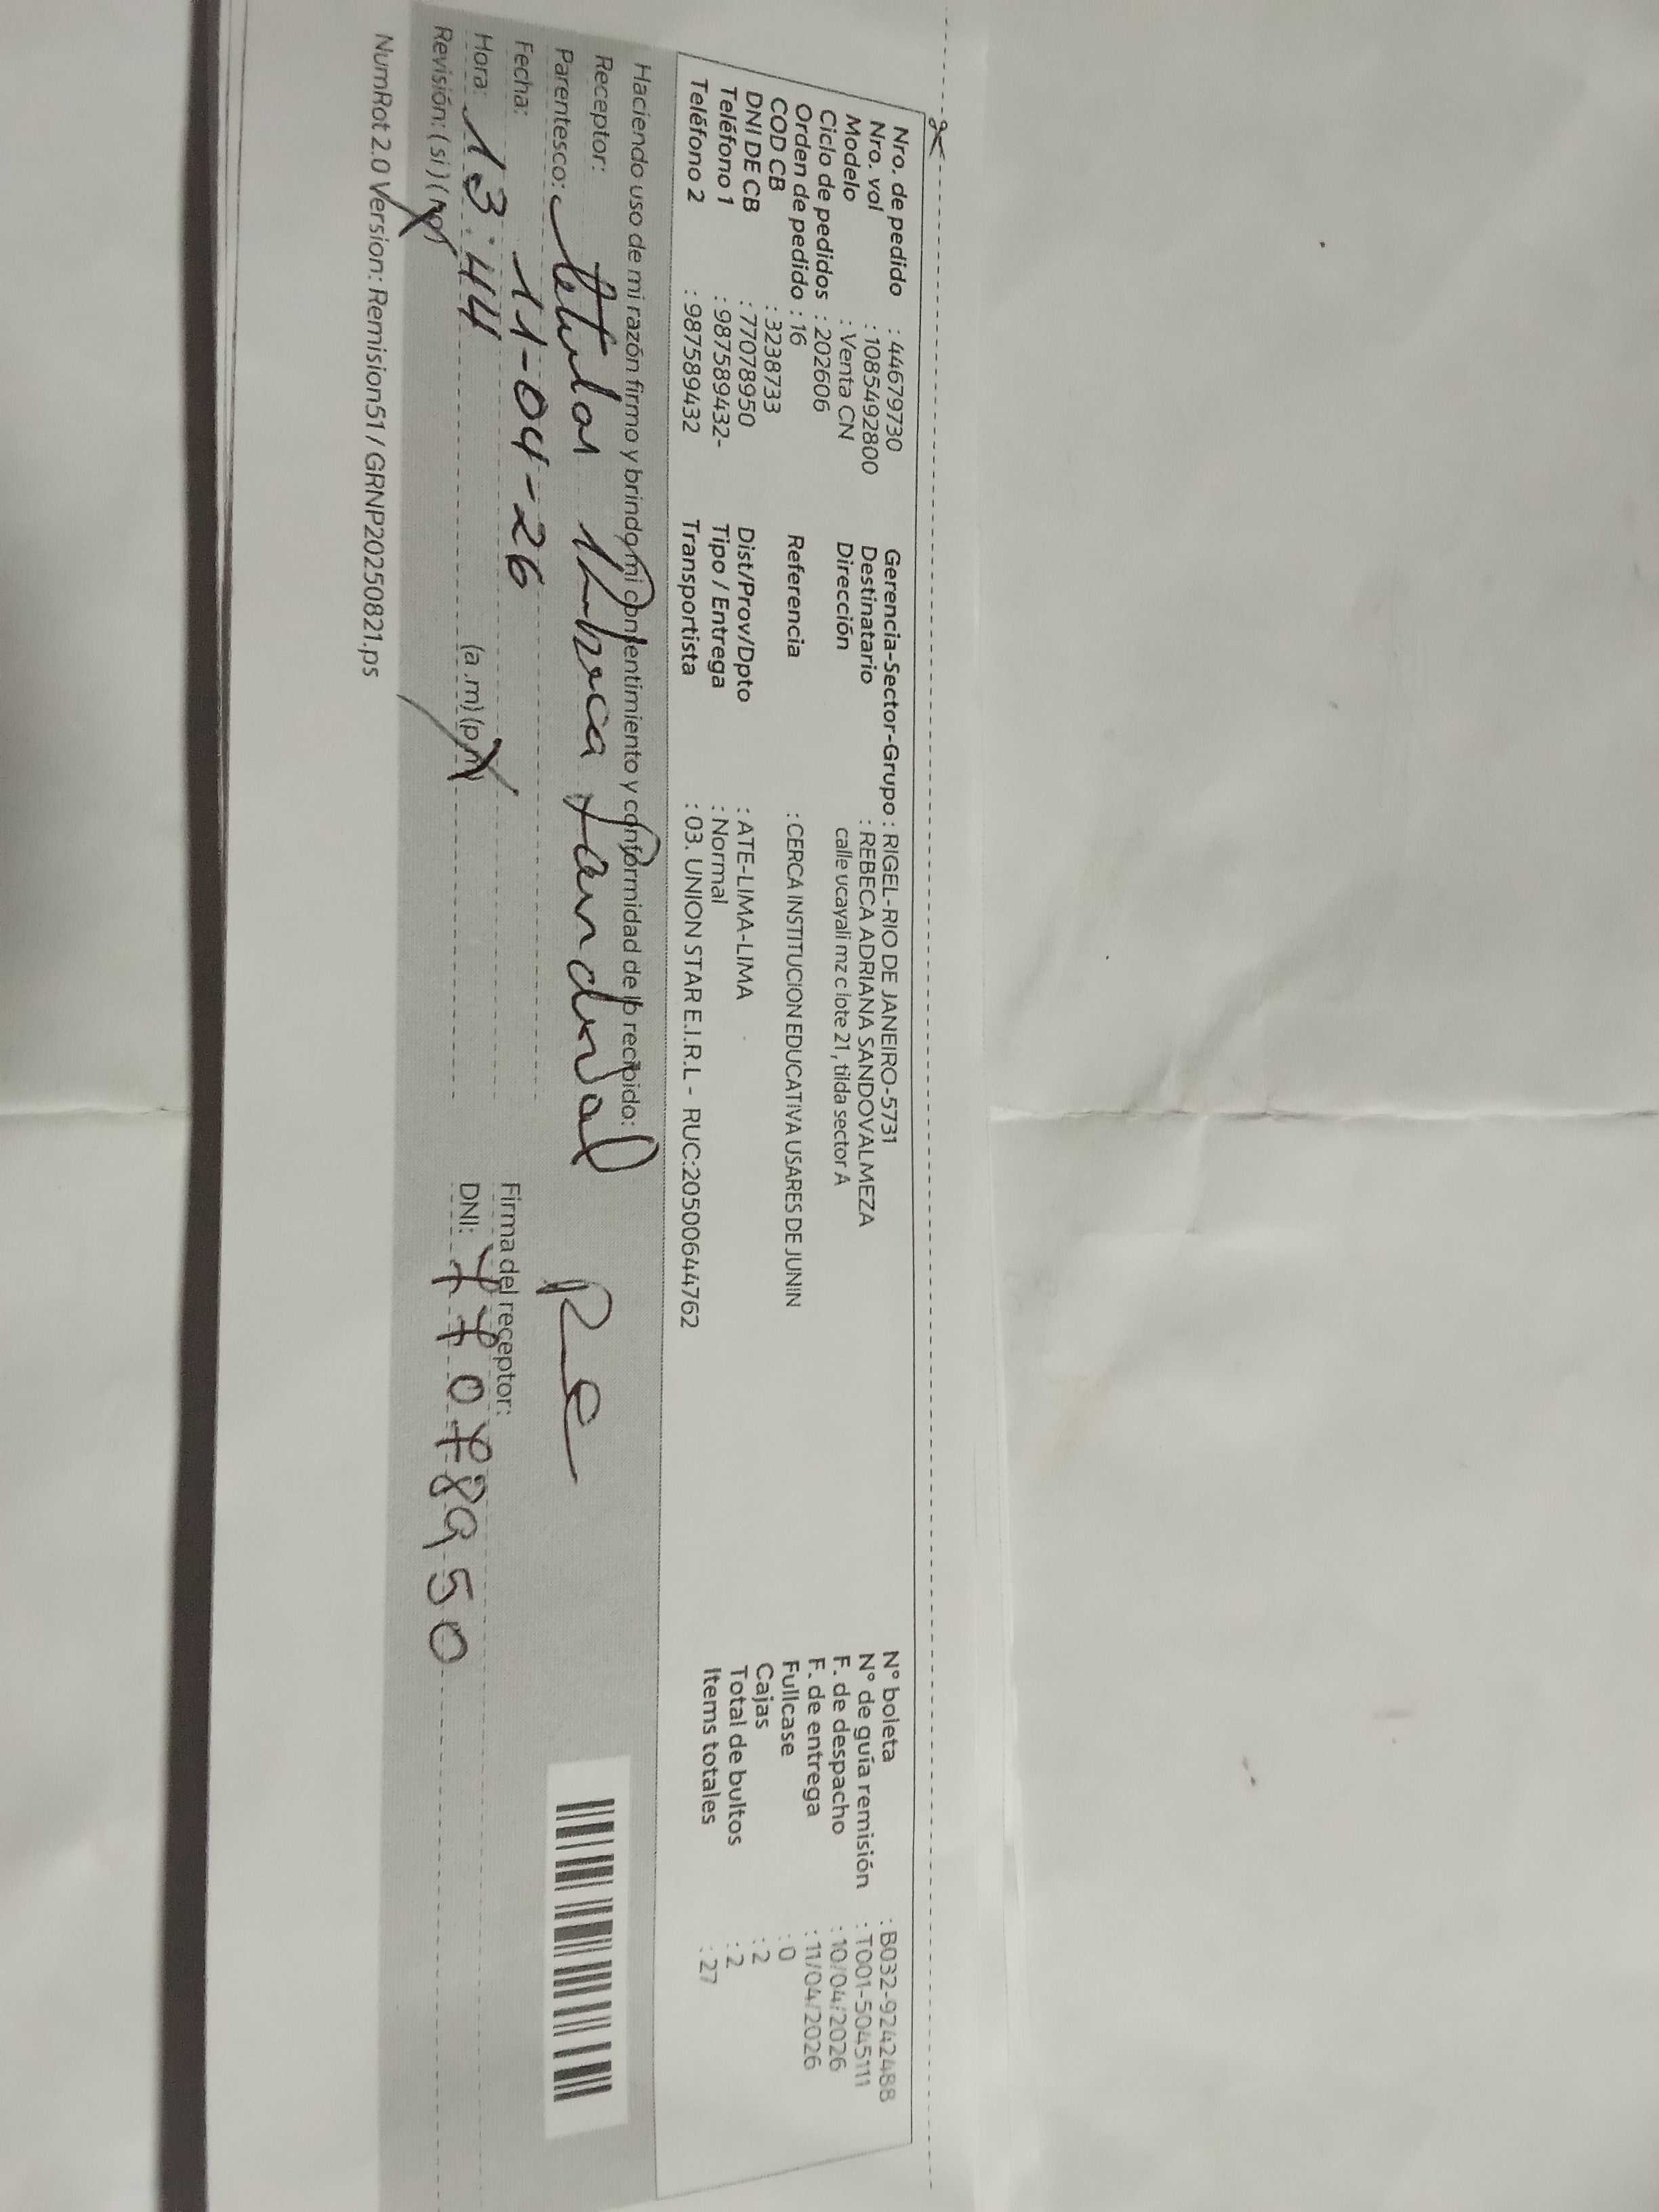 Nro. de pedido : 44679730
Nro. vol : 1085492800
Modelo : Venta CN
Ciclo de pedidos : 202606
Orden de pedido : 16
COD CB : 3238733
DNI DE CB : 77078950
Teléfono 1 : 987589432-
Teléfono 2 : 987589432
Gerencia-Sector-Grupo : RIGEL-RIO DE JANEIRO-5731
Destinatario : REBECA ADRIANA SANDOVALMEZA
Dirección calle ucayali mz c lote 21, tilda sector A
Referencia : CERCA INSTITUCION EDUCATIVA USARES DE JUNIN
Dist/Prov/Dpto : ATE-LIMA-LIMA
Tipo / Entrega : Normal
Transportista : 03. UNION STAR E.I.R.L - RUC:20500644762
N° boleta : B032-9242488
N° de guía remisión : T001-5045111
F. de despacho : 10/04/2026
F. de entrega : 11/04/2026
Fullcase : 0
Cajas : 2
Total de bultos : 2
Items totales : 27
Haciendo uso de mi razón firmo y brindo mi consentimiento y conformidad de lo recibido:
Receptor:
Parentesco: titular Rebeca Sandoval
Fecha: 11-04-26
Hora: 13:44 (a .m) (p.m)
Revisión: ( si ) ( no )
Firma del receptor:
DNI: 77078950
NumRot 2.0 Version: Remision51 / GRNP20250821.ps